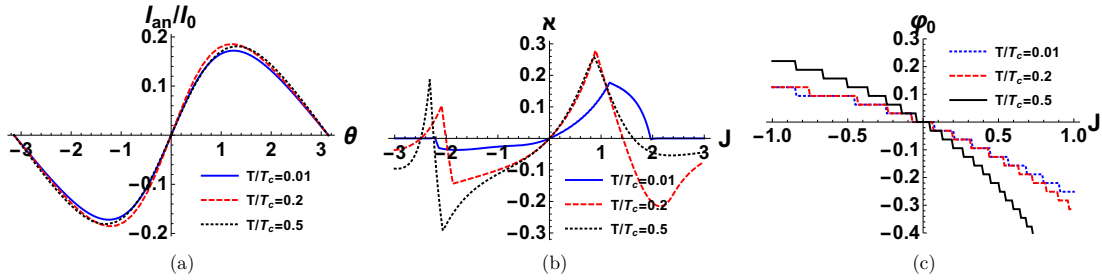 I_an/I_0
0.2
0.1
-3 -2 -1 0 1 2 3 θ
-0.1
-0.2
T/T_c=0.01
T/T_c=0.2
T/T_c=0.5
(a)
ℵ
0.3
0.2
0.1
-3 -2 -1 0 1 2 3 J
-0.1
-0.2
-0.3
T/T_c=0.01
T/T_c=0.2
T/T_c=0.5
(b)
φ_0
0.3
0.2
0.1
-1.0 -0.5 0 0.5 1.0 J
-0.1
-0.2
-0.3
-0.4
T/T_c=0.01
T/T_c=0.2
T/T_c=0.5
(c)